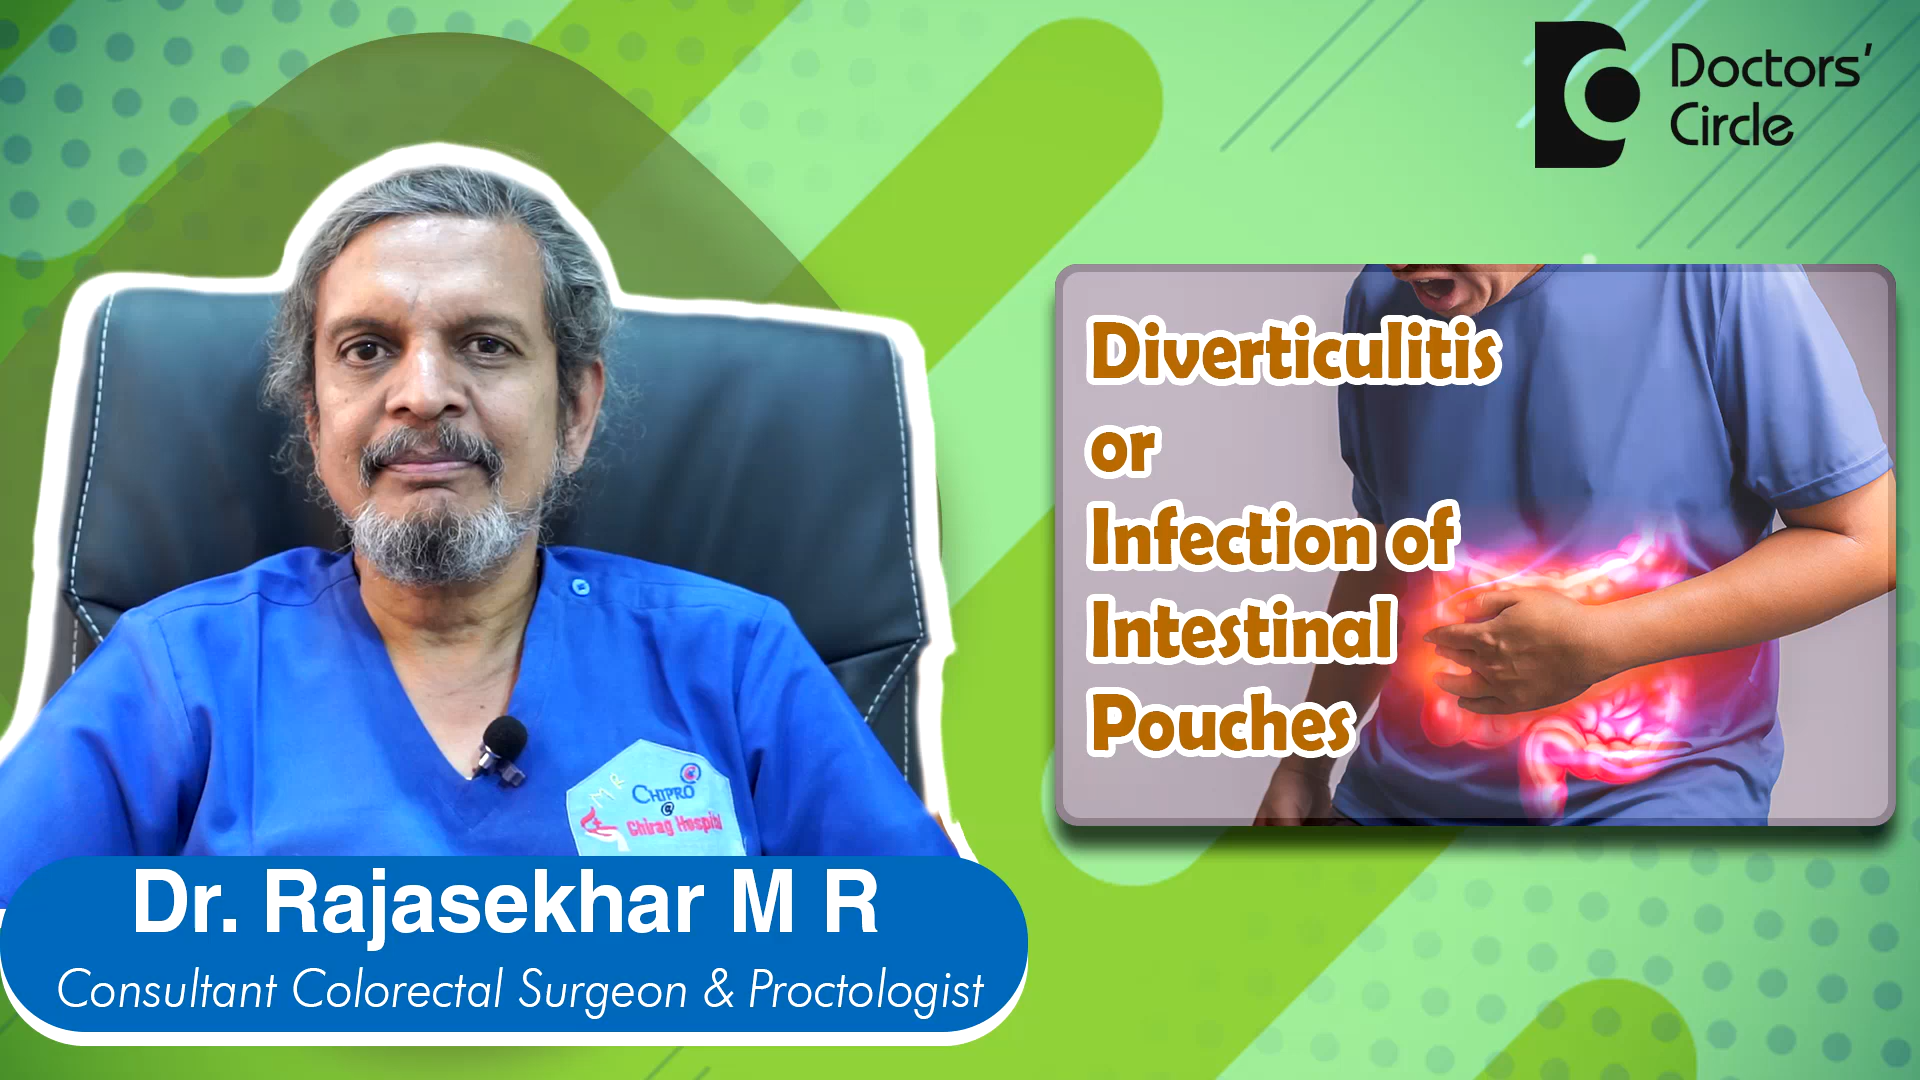 Doctors'
Circle
Diverticulitis
or
Infection of
Intestinal
Pouches
M R
CHIPRO
@
Chirag Hospital
Dr. Rajasekhar M R
Consultant Colorectal Surgeon & Proctologist